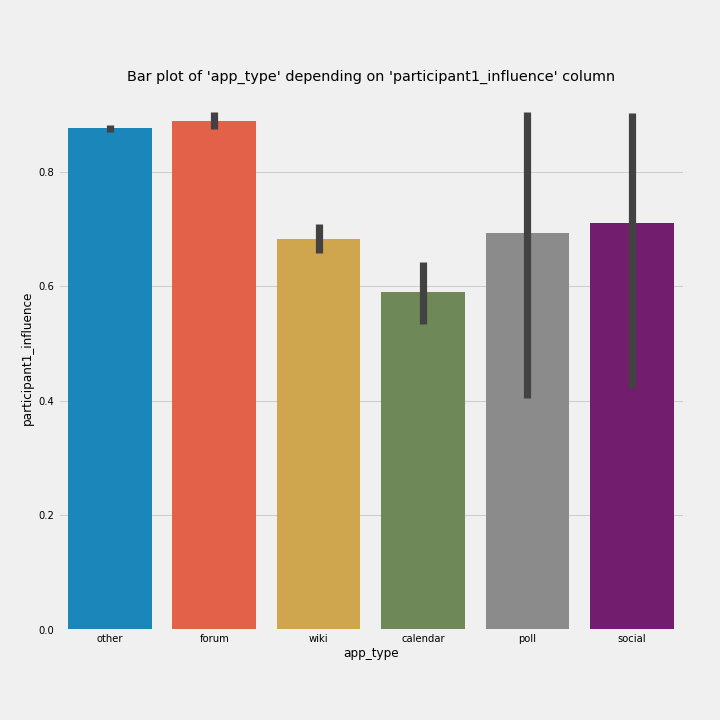 Bar plot of 'app_type' depending on 'participant1_influence' column
participant1_influence
0.8
0.6
0.4
0.2
0.0
other forum wiki calendar poll social
app_type